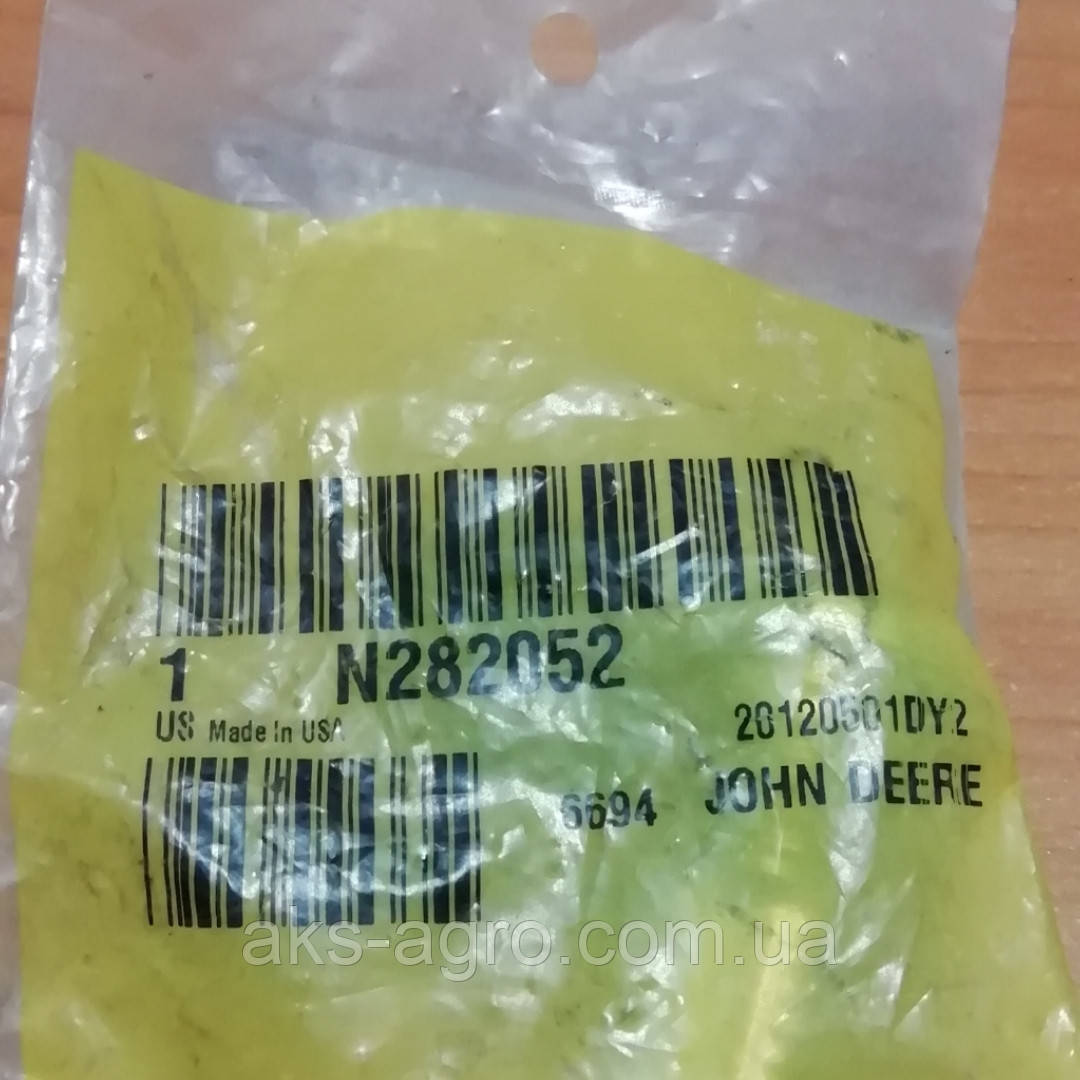 1 N282052
US Made In USA 20120501DY2
6694 JOHN DEERE
aks-agro.com.ua